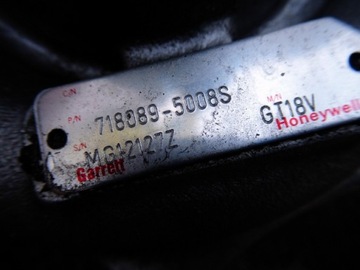 C/N
P/N 718089-5008S
M/N GT18V
S/N MG12127Z
Garrett Honeywell